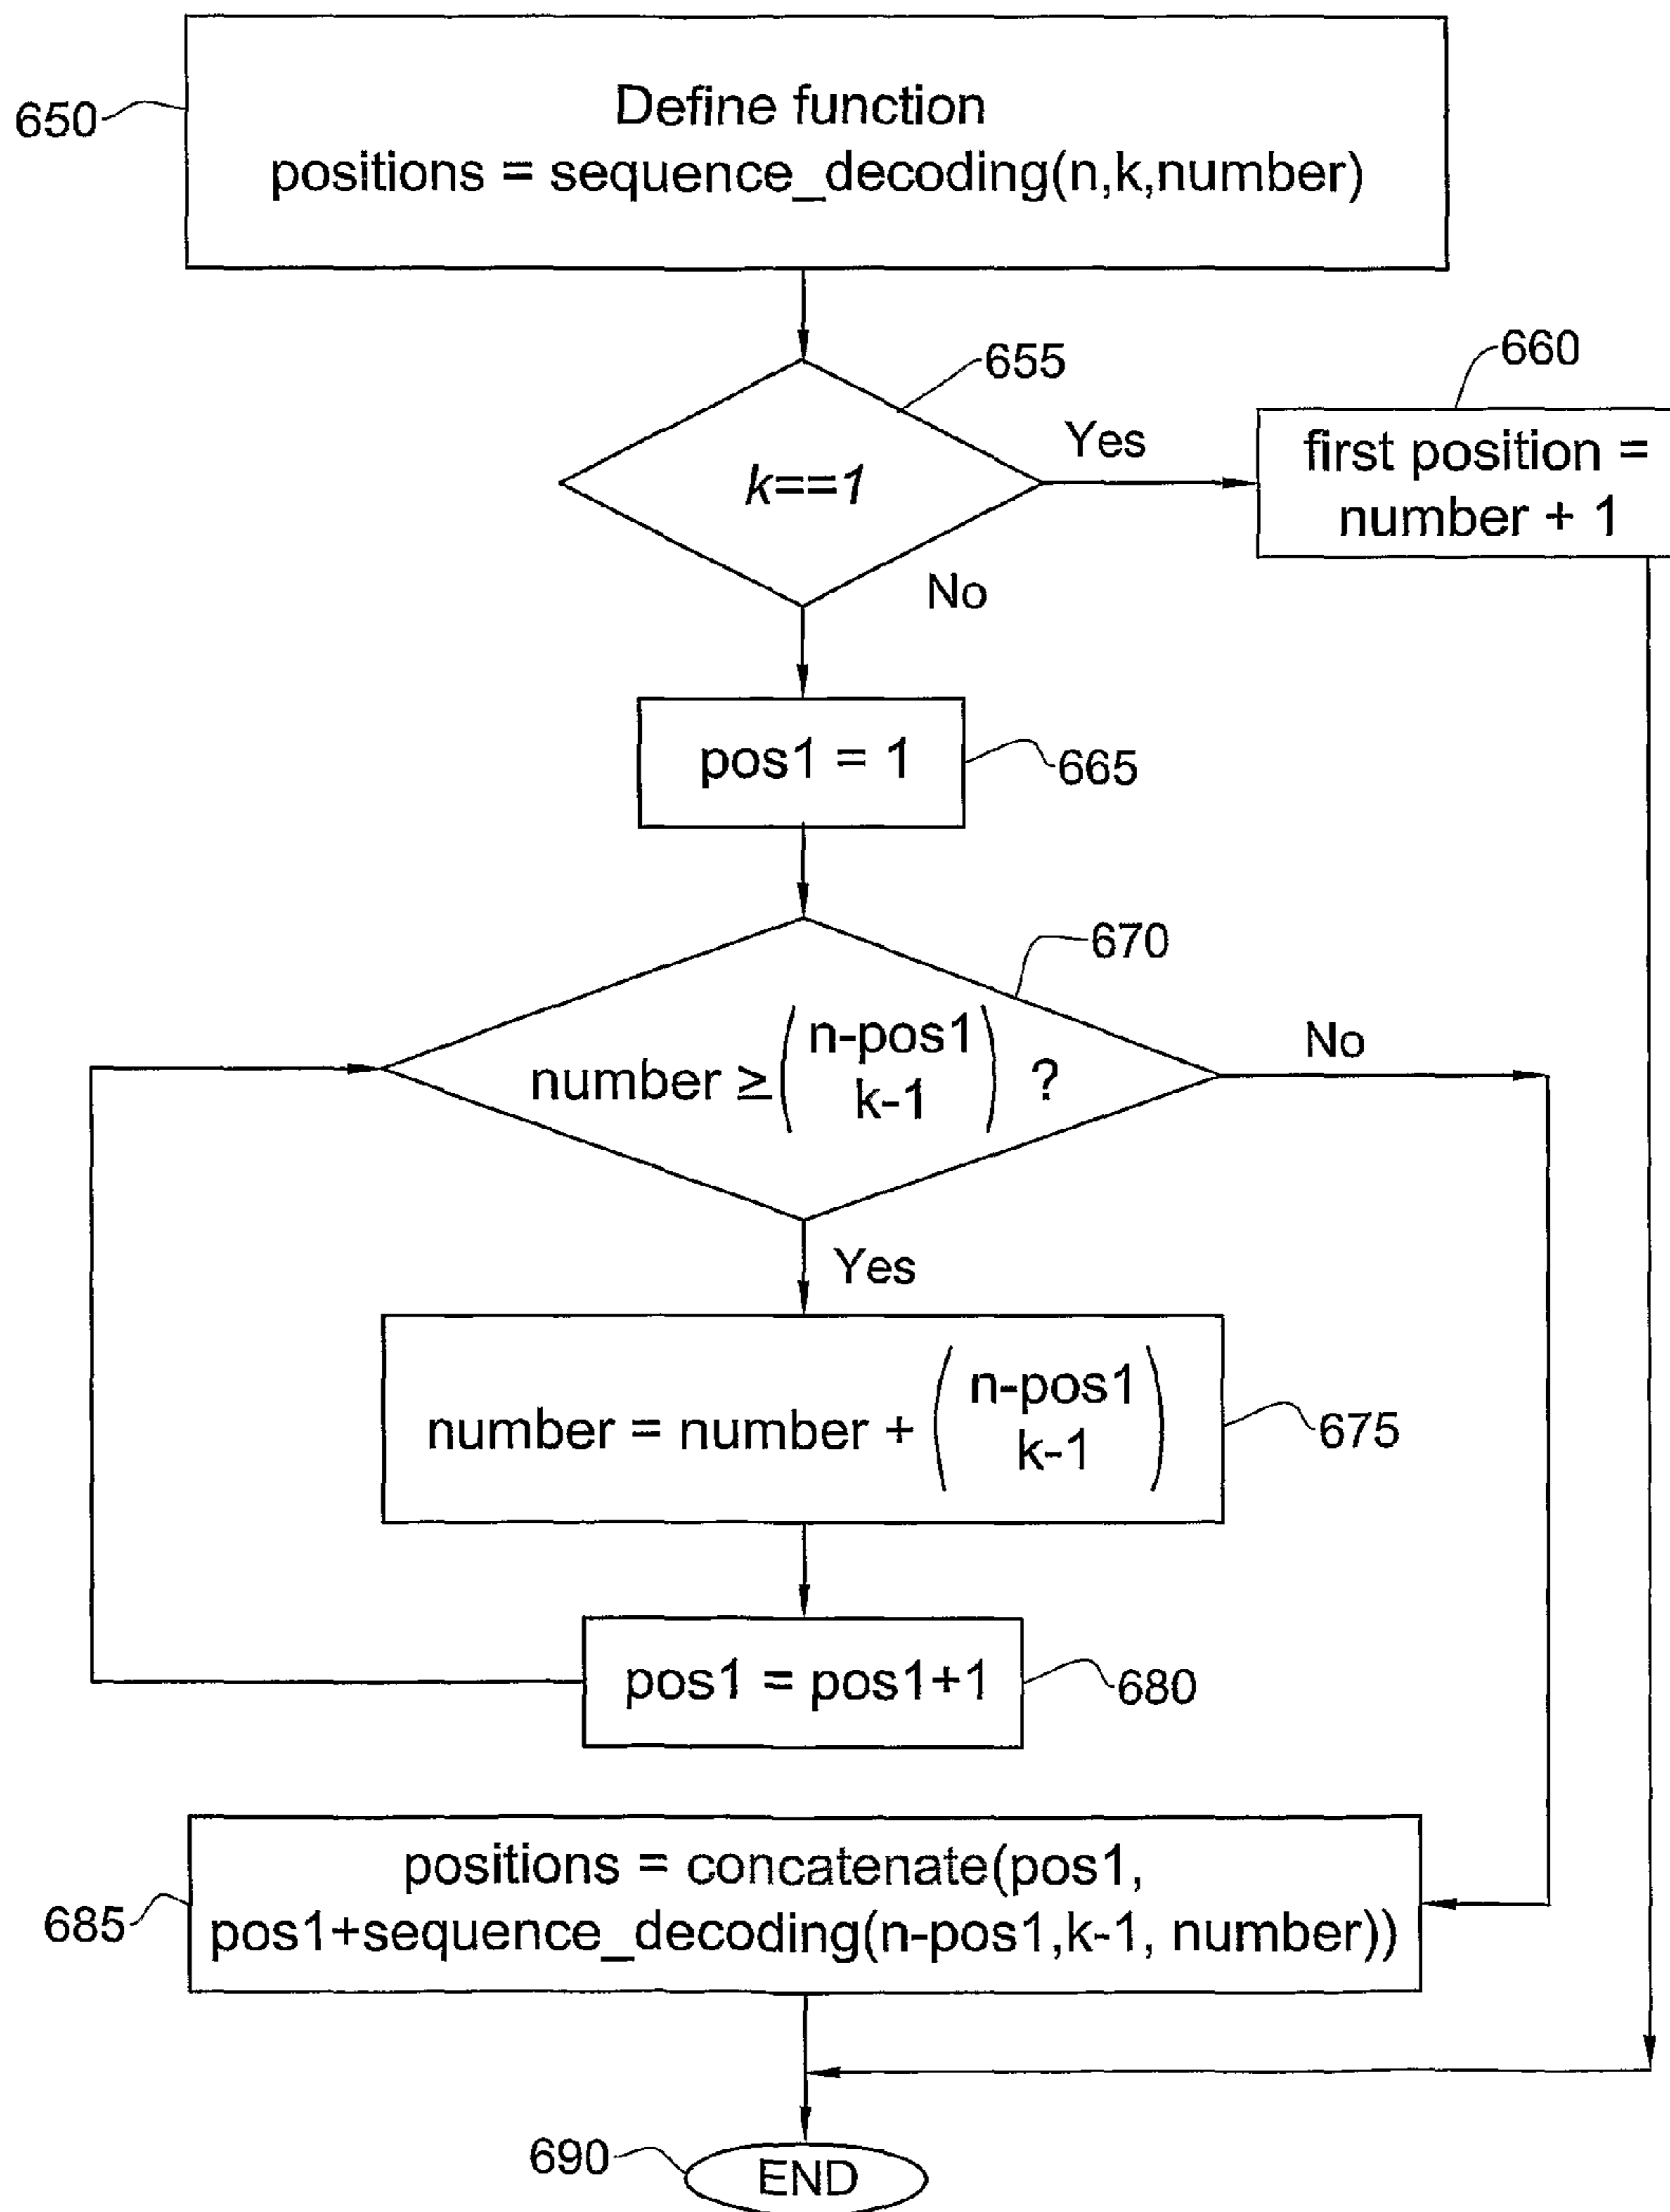 650
Define function
positions = sequence_decoding(n,k,number)
655
k==1
Yes
660
first position =
number + 1
No
pos1 = 1
665
670
number ≥ (n-pos1
k-1) ?
No
Yes
number = number + (n-pos1
k-1)
675
pos1 = pos1+1
680
685
positions = concatenate(pos1,
pos1+sequence_decoding(n-pos1,k-1, number))
690
END